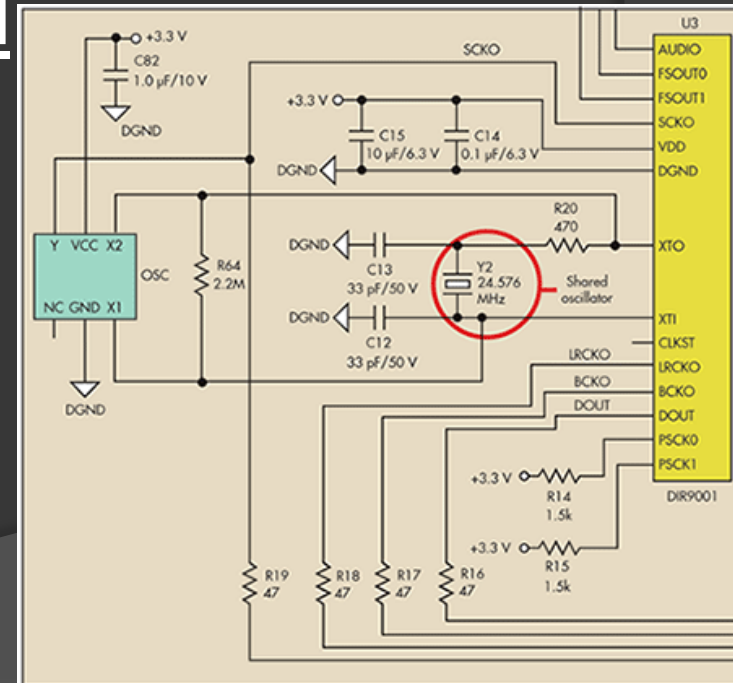 U3
+3.3 V
C82
1.0 µF/10 V
DGND
SCKO
+3.3 V
C15
10 µF/6.3 V
C14
0.1 µF/6.3 V
DGND
AUDIO
FSOUT0
FSOUT1
SCKO
VDD
DGND
XTO
XTI
CLKST
LRCKO
BCKO
DOUT
PSCK0
PSCK1
DIR9001
Y VCC X2
OSC
NC GND X1
DGND
R64
2.2M
DGND
C13
33 pF/50 V
DGND
C12
33 pF/50 V
R20
470
Y2
24.576
MHz
Shared
oscillator
LRCKO
BCKO
DOUT
+3.3 V
R14
1.5k
+3.3 V
R15
1.5k
R19
47
R18
47
R17
47
R16
47